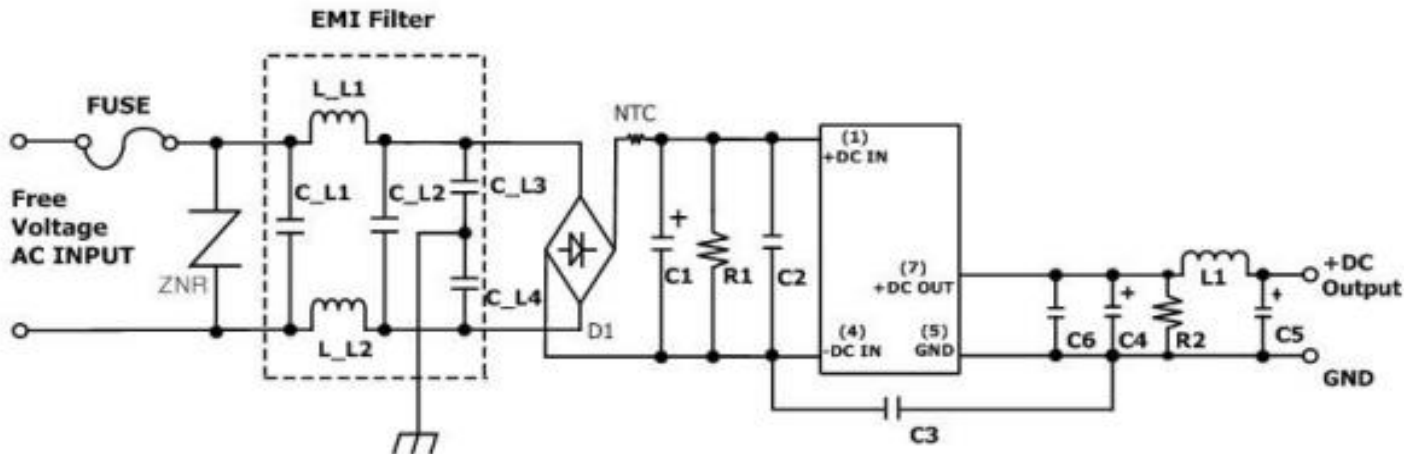 EMI Filter
FUSE
L_L1
NTC
(1)
+DC IN
C_L1
C_L2
C_L3
Free
Voltage
AC INPUT
ZNR
+
C1
R1
C2
(7)
+DC OUT
L1
+DC
Output
C_L4
D1
L_L2
(4)
-DC IN
(5)
GND
C6
+
C4
R2
+
C5
GND
C3